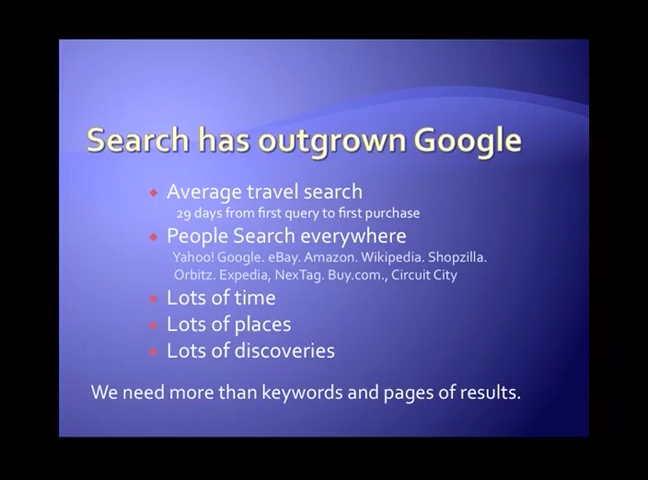 Search has outgrown Google
Average travel search
29 days from first query to first purchase
People Search everywhere
Yahoo! Google. eBay. Amazon. Wikipedia. Shopzilla.
Orbitz. Expedia, NexTag. Buy.com., Circuit City
Lots of time
Lots of places
Lots of discoveries
We need more than keywords and pages of results.